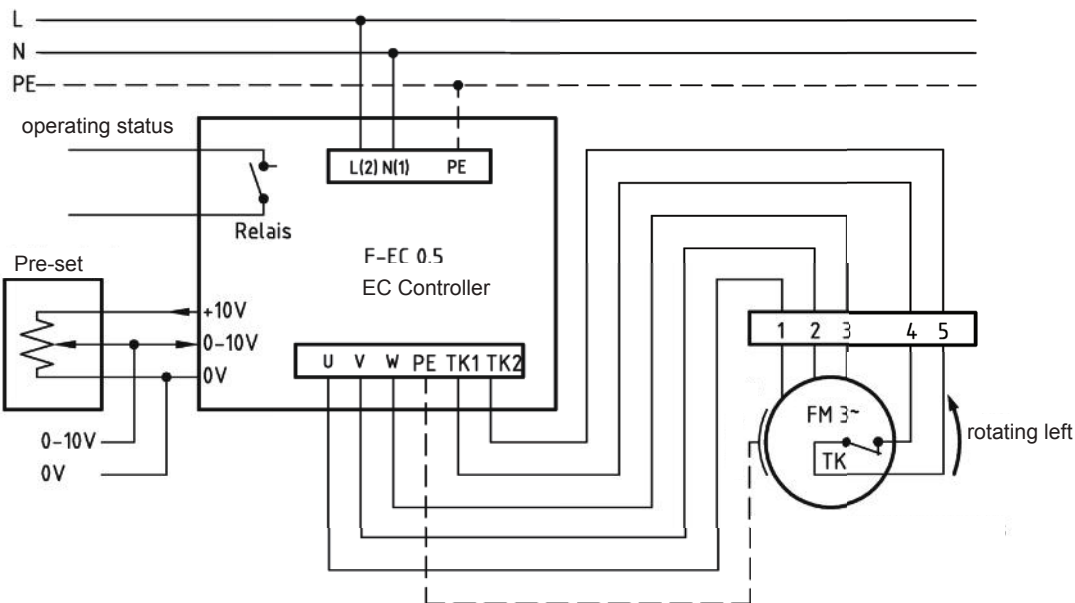 L
N
PE
operating status
L(2) N(1) PE
Relais
F-EC 0.5
EC Controller
Pre-set
+10V
0-10V
0V
U V W PE TK1 TK2
1 2 3 4 5
FM 3~
TK
rotating left
0-10V
0V